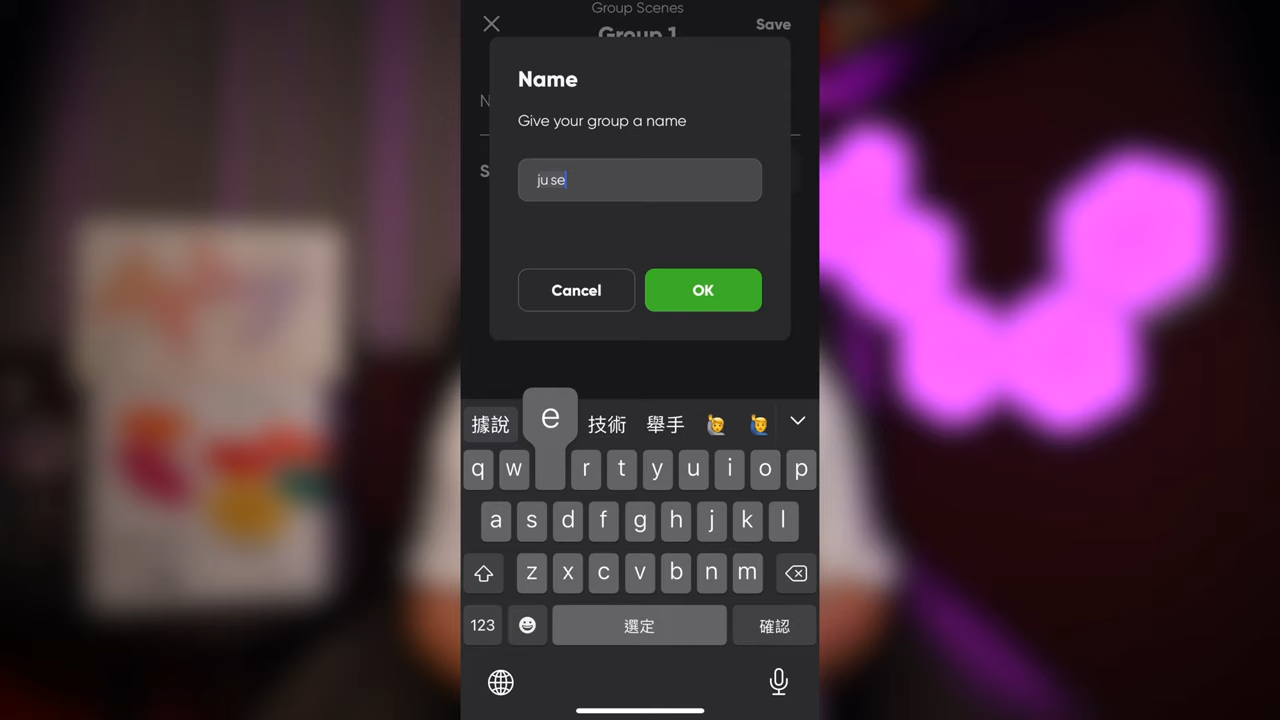 Group Scenes
Save
Group 1
N
S
Name
Give your group a name
ju se
Cancel
OK
據說
e
技術
舉手
q w r t y u i o p
a s d f g h j k l
z x c v b n m
123
選定
確認